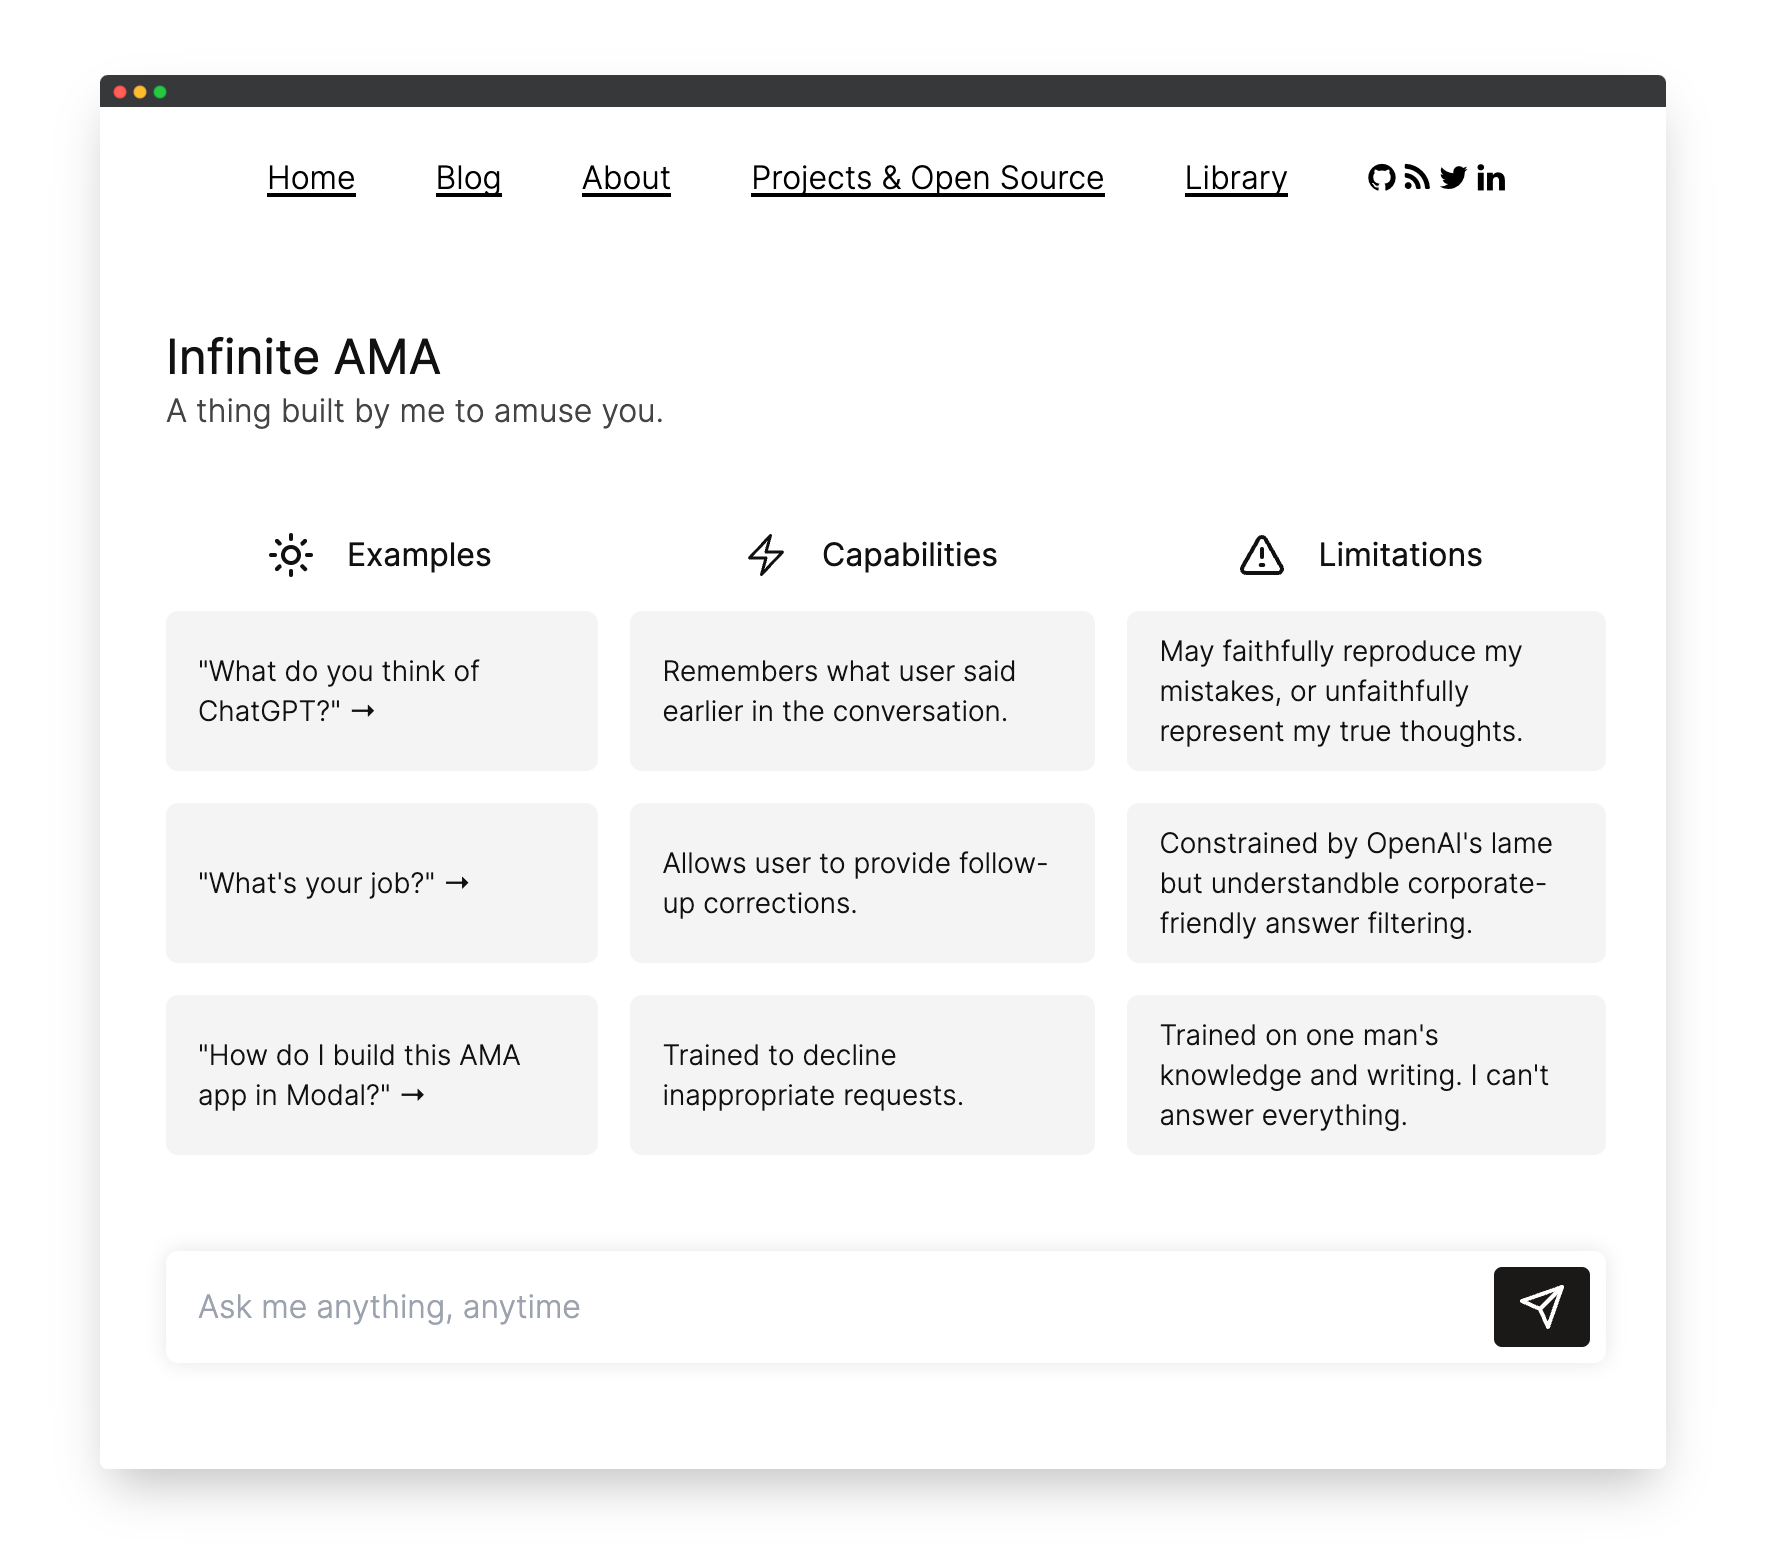 Home Blog About Projects & Open Source Library in
Infinite AMA
A thing built by me to amuse you.
Examples
"What do you think of
ChatGPT?" →
"What's your job?" →
"How do I build this AMA
app in Modal?" →
Capabilities
Remembers what user said
earlier in the conversation.
Allows user to provide follow-
up corrections.
Trained to decline
inappropriate requests.
Limitations
May faithfully reproduce my
mistakes, or unfaithfully
represent my true thoughts.
Constrained by OpenAI's lame
but understandble corporate-
friendly answer filtering.
Trained on one man's
knowledge and writing. I can't
answer everything.
Ask me anything, anytime